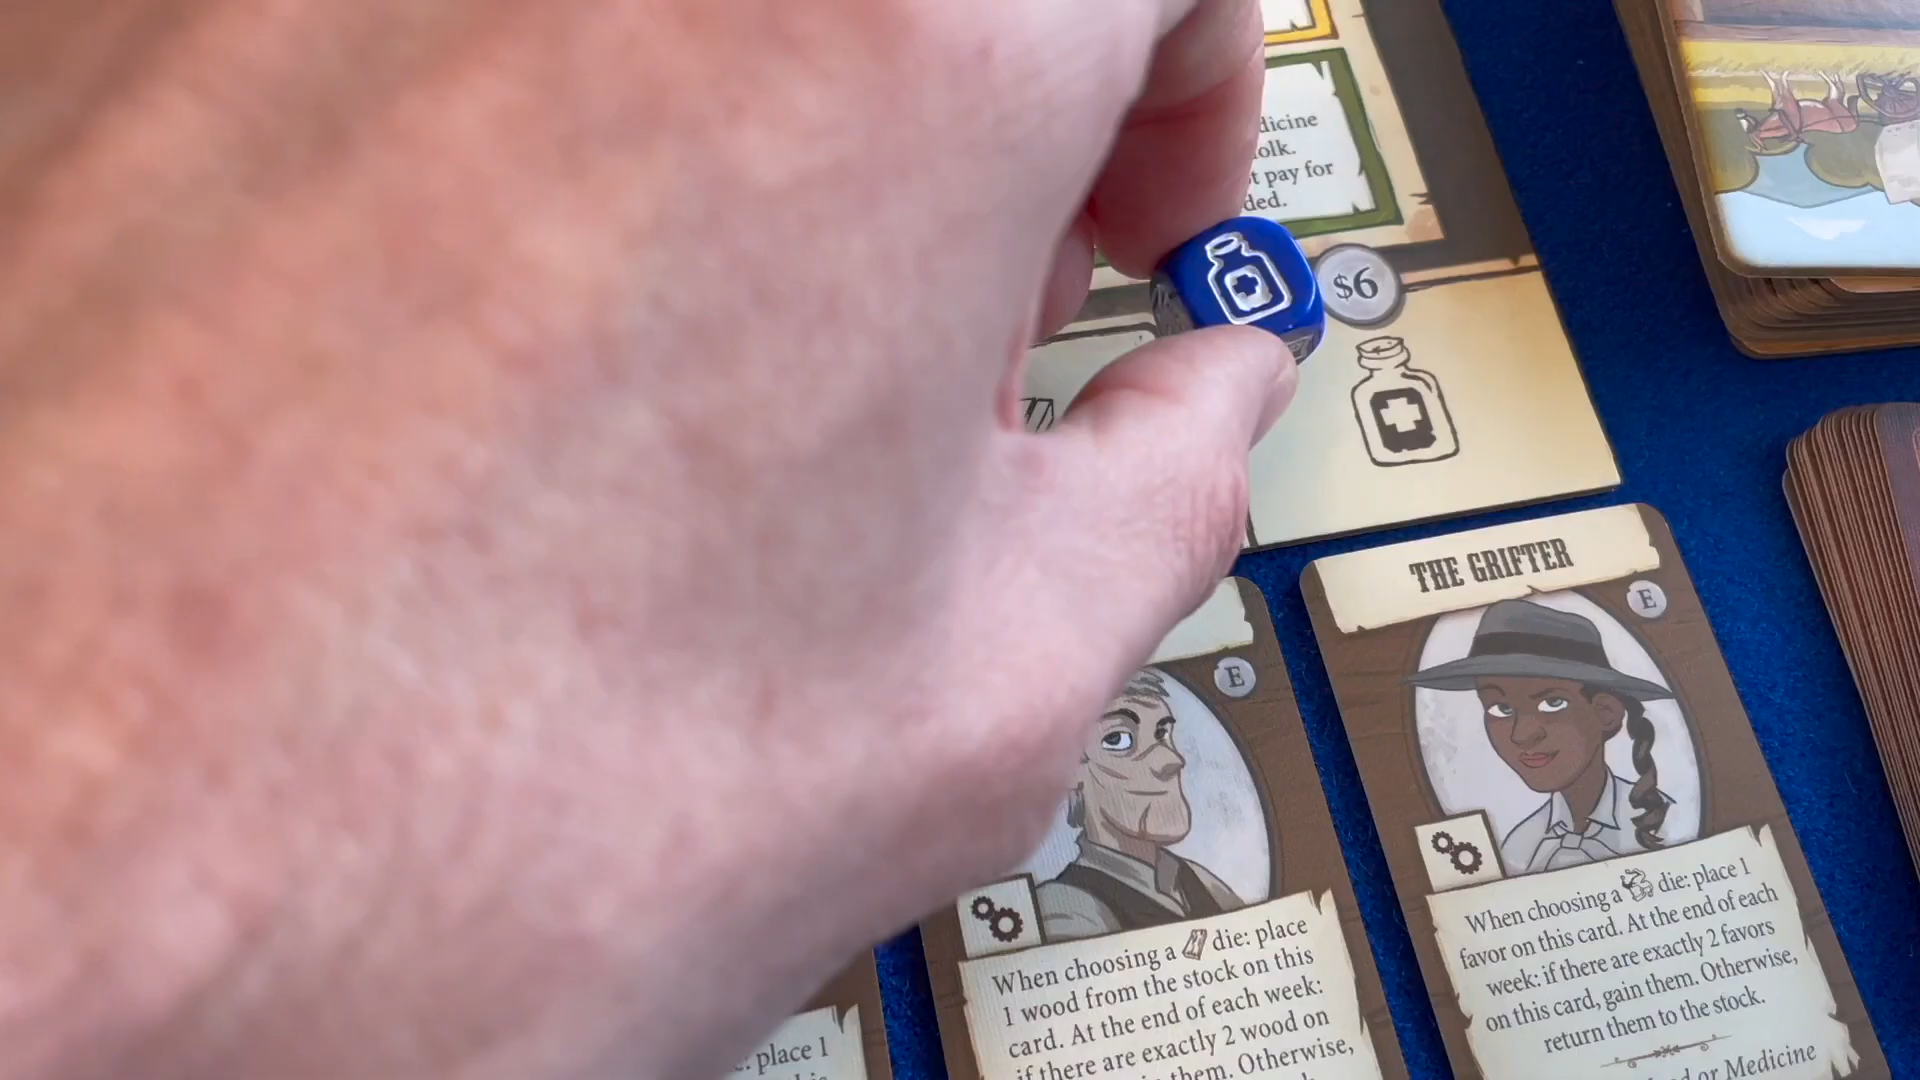 pay for
$6
THE GRIFTER
E
When choosing a die: place 1
favor on this card. At the end of each
week: if there are exactly 2 favors
on this card, gain them. Otherwise,
return them to the stock.
or Medicine
E
When choosing a die: place
1 wood from the stock on this
card. At the end of each week:
if there are exactly 2 wood on
them. Otherwise,
place 1